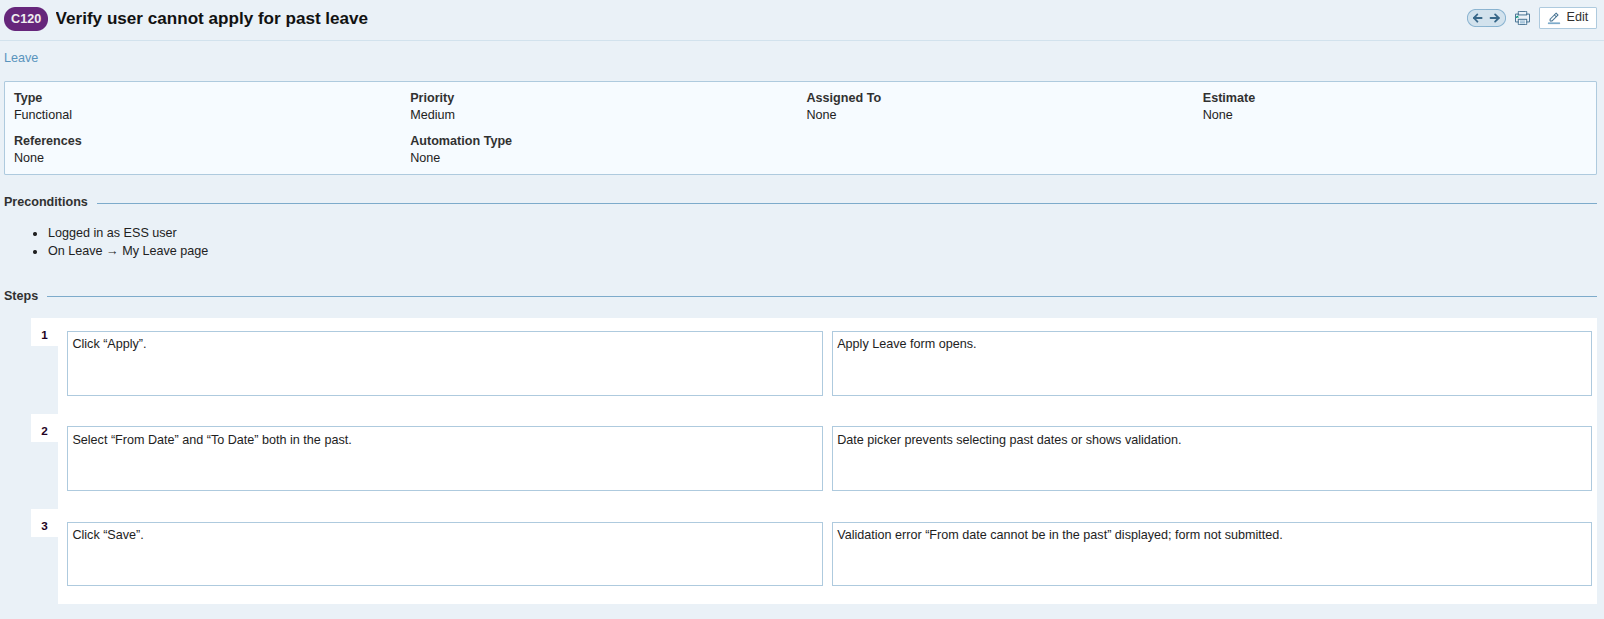 C120 Verify user cannot apply for past leave Edit
Leave
Type Priority Assigned To Estimate
Functional Medium None None
References Automation Type
None None
Preconditions
• Logged in as ESS user
• On Leave → My Leave page
Steps
1 Click “Apply”. Apply Leave form opens.
2 Select “From Date” and “To Date” both in the past. Date picker prevents selecting past dates or shows validation.
3 Click “Save”. Validation error “From date cannot be in the past” displayed; form not submitted.